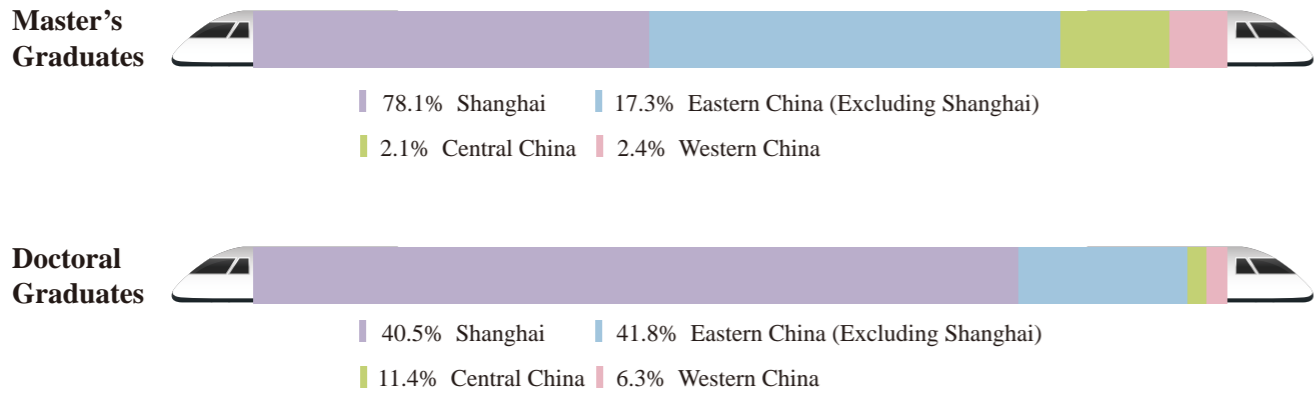 Master's
Graduates
78.1% Shanghai 17.3% Eastern China (Excluding Shanghai)
2.1% Central China 2.4% Western China
Doctoral
Graduates
40.5% Shanghai 41.8% Eastern China (Excluding Shanghai)
11.4% Central China 6.3% Western China